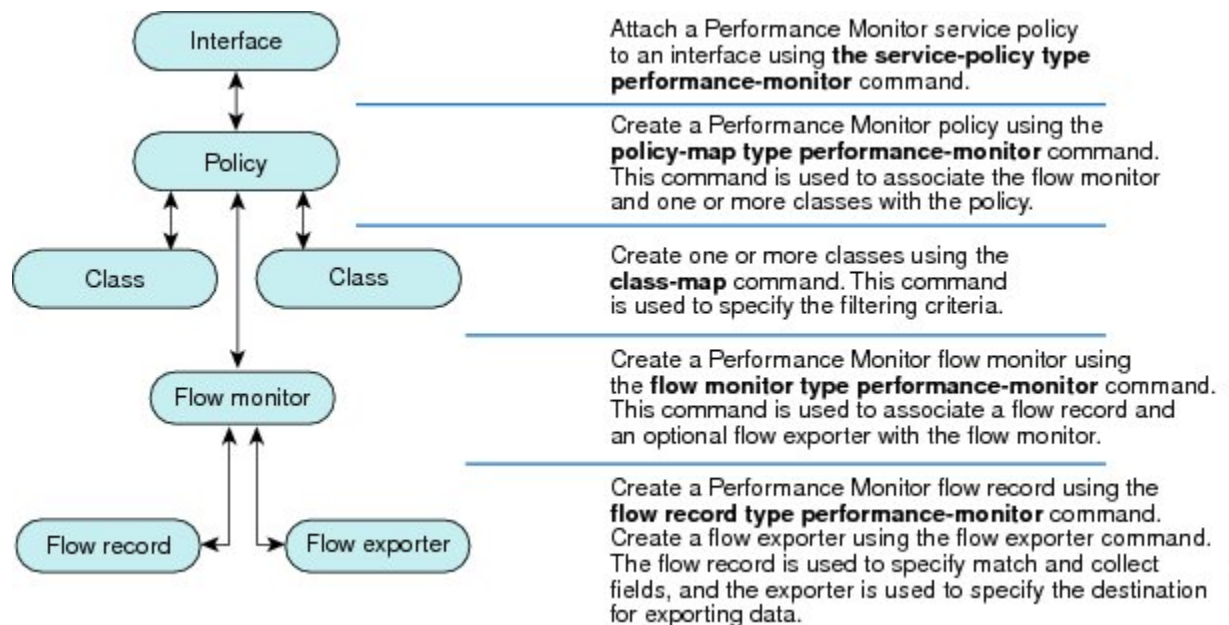 Interface
Attach a Performance Monitor service policy
to an interface using the service-policy type
performance-monitor command.
Policy
Create a Performance Monitor policy using the
policy-map type performance-monitor command.
This command is used to associate the flow monitor
and one or more classes with the policy.
Class
Class
Create one or more classes using the
class-map command. This command
is used to specify the filtering criteria.
Flow monitor
Create a Performance Monitor flow monitor using
the flow monitor type performance-monitor command.
This command is used to associate a flow record and
an optional flow exporter with the flow monitor.
Flow record
Flow exporter
Create a Performance Monitor flow record using the
flow record type performance-monitor command.
Create a flow exporter using the flow exporter command.
The flow record is used to specify match and collect
fields, and the exporter is used to specify the destination
for exporting data.